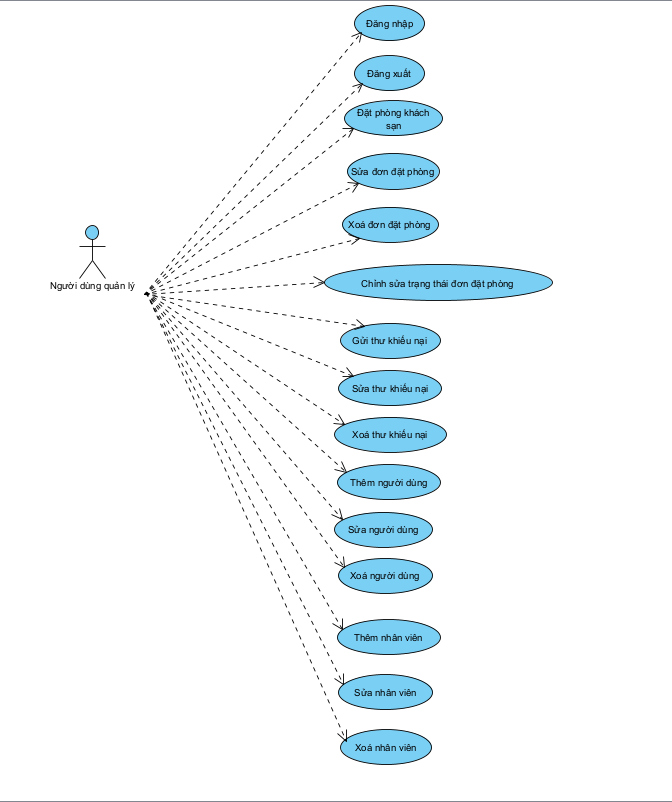 Đăng nhập
Đăng xuất
Đặt phòng khách
sạn
Sửa đơn đặt phòng
Xoá đơn đặt phòng
Người dùng quản lý
Chỉnh sửa trạng thái đơn đặt phòng
Gửi thư khiếu nại
Sửa thư khiếu nại
Xoá thư khiếu nại
Thêm người dùng
Sửa người dùng
Xoá người dùng
Thêm nhân viên
Sửa nhân viên
Xoá nhân viên